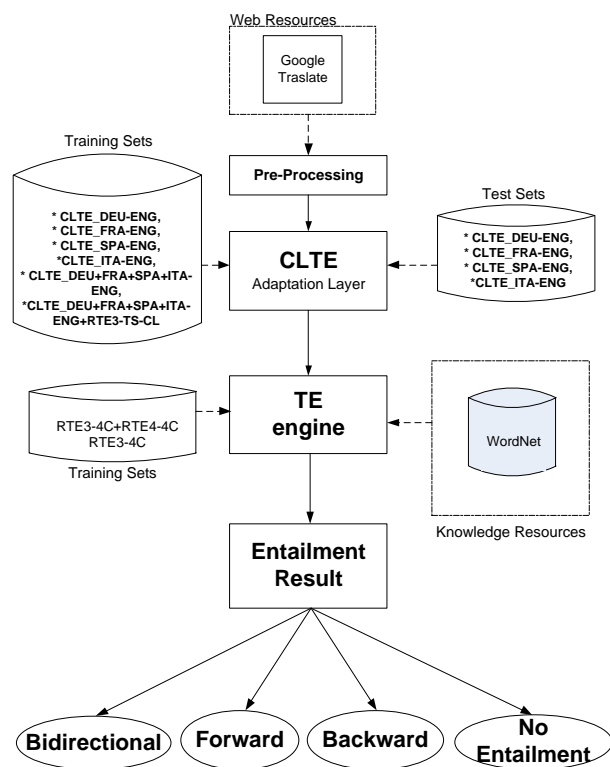 Web Resources
Google
Traslate
Training Sets
* CLTE_DEU-ENG,
* CLTE_FRA-ENG,
* CLTE_SPA-ENG,
*CLTE_ITA-ENG,
* CLTE_DEU+FRA+SPA+ITA-
ENG,
*CLTE_DEU+FRA+SPA+ITA-
ENG+RTE3-TS-CL
Pre-Processing
CLTE
Adaptation Layer
Test Sets
* CLTE_DEU-ENG,
* CLTE_FRA-ENG,
* CLTE_SPA-ENG,
*CLTE_ITA-ENG
RTE3-4C+RTE4-4C
RTE3-4C
Training Sets
TE
engine
WordNet
Knowledge Resources
Entailment
Result
Bidirectional
Forward
Backward
No
Entailment